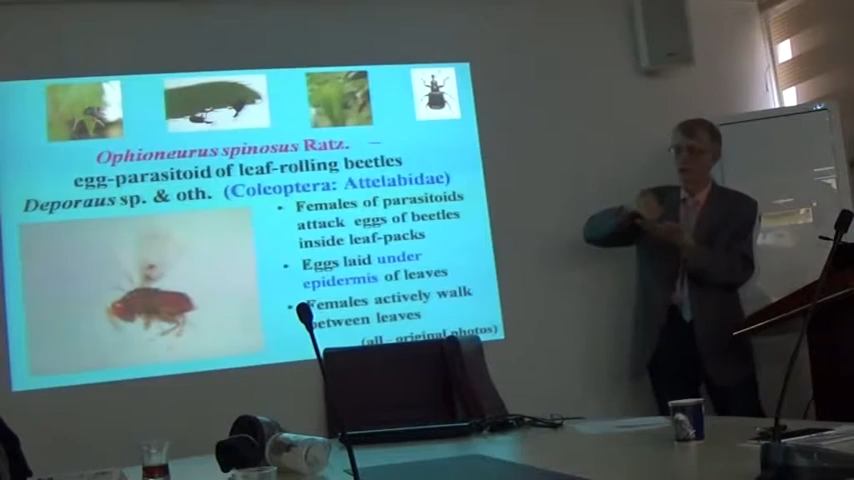 Ophioneurus spinosus Ratz. –
egg-parasitoid of leaf-rolling beetles
Deporaus sp. & oth. (Coleoptera: Attelabidae)
• Females of parasitoids
attack eggs of beetles
inside leaf-packs
• Eggs laid under
epidermis of leaves
• Females actively walk
between leaves
(all – original photos)